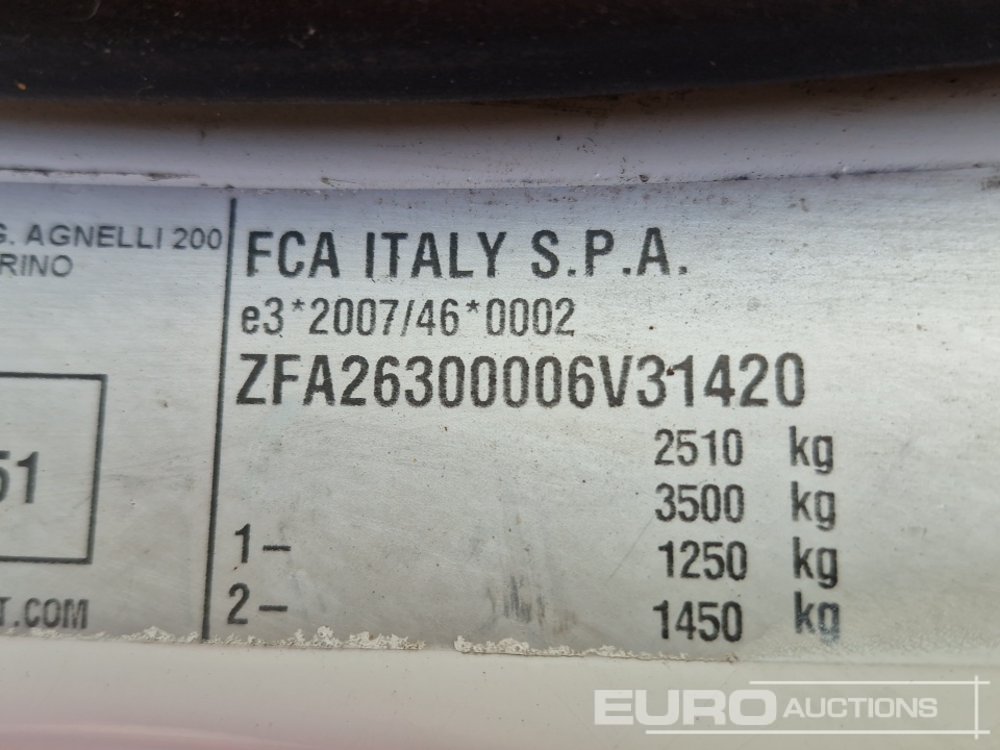 G. AGNELLI 200
RINO
51
T.COM
FCA ITALY S.P.A.
e3*2007/46*0002
ZFA26300006V31420
2510 kg
3500 kg
1– 1250 kg
2– 1450 kg
EURO AUCTIONS